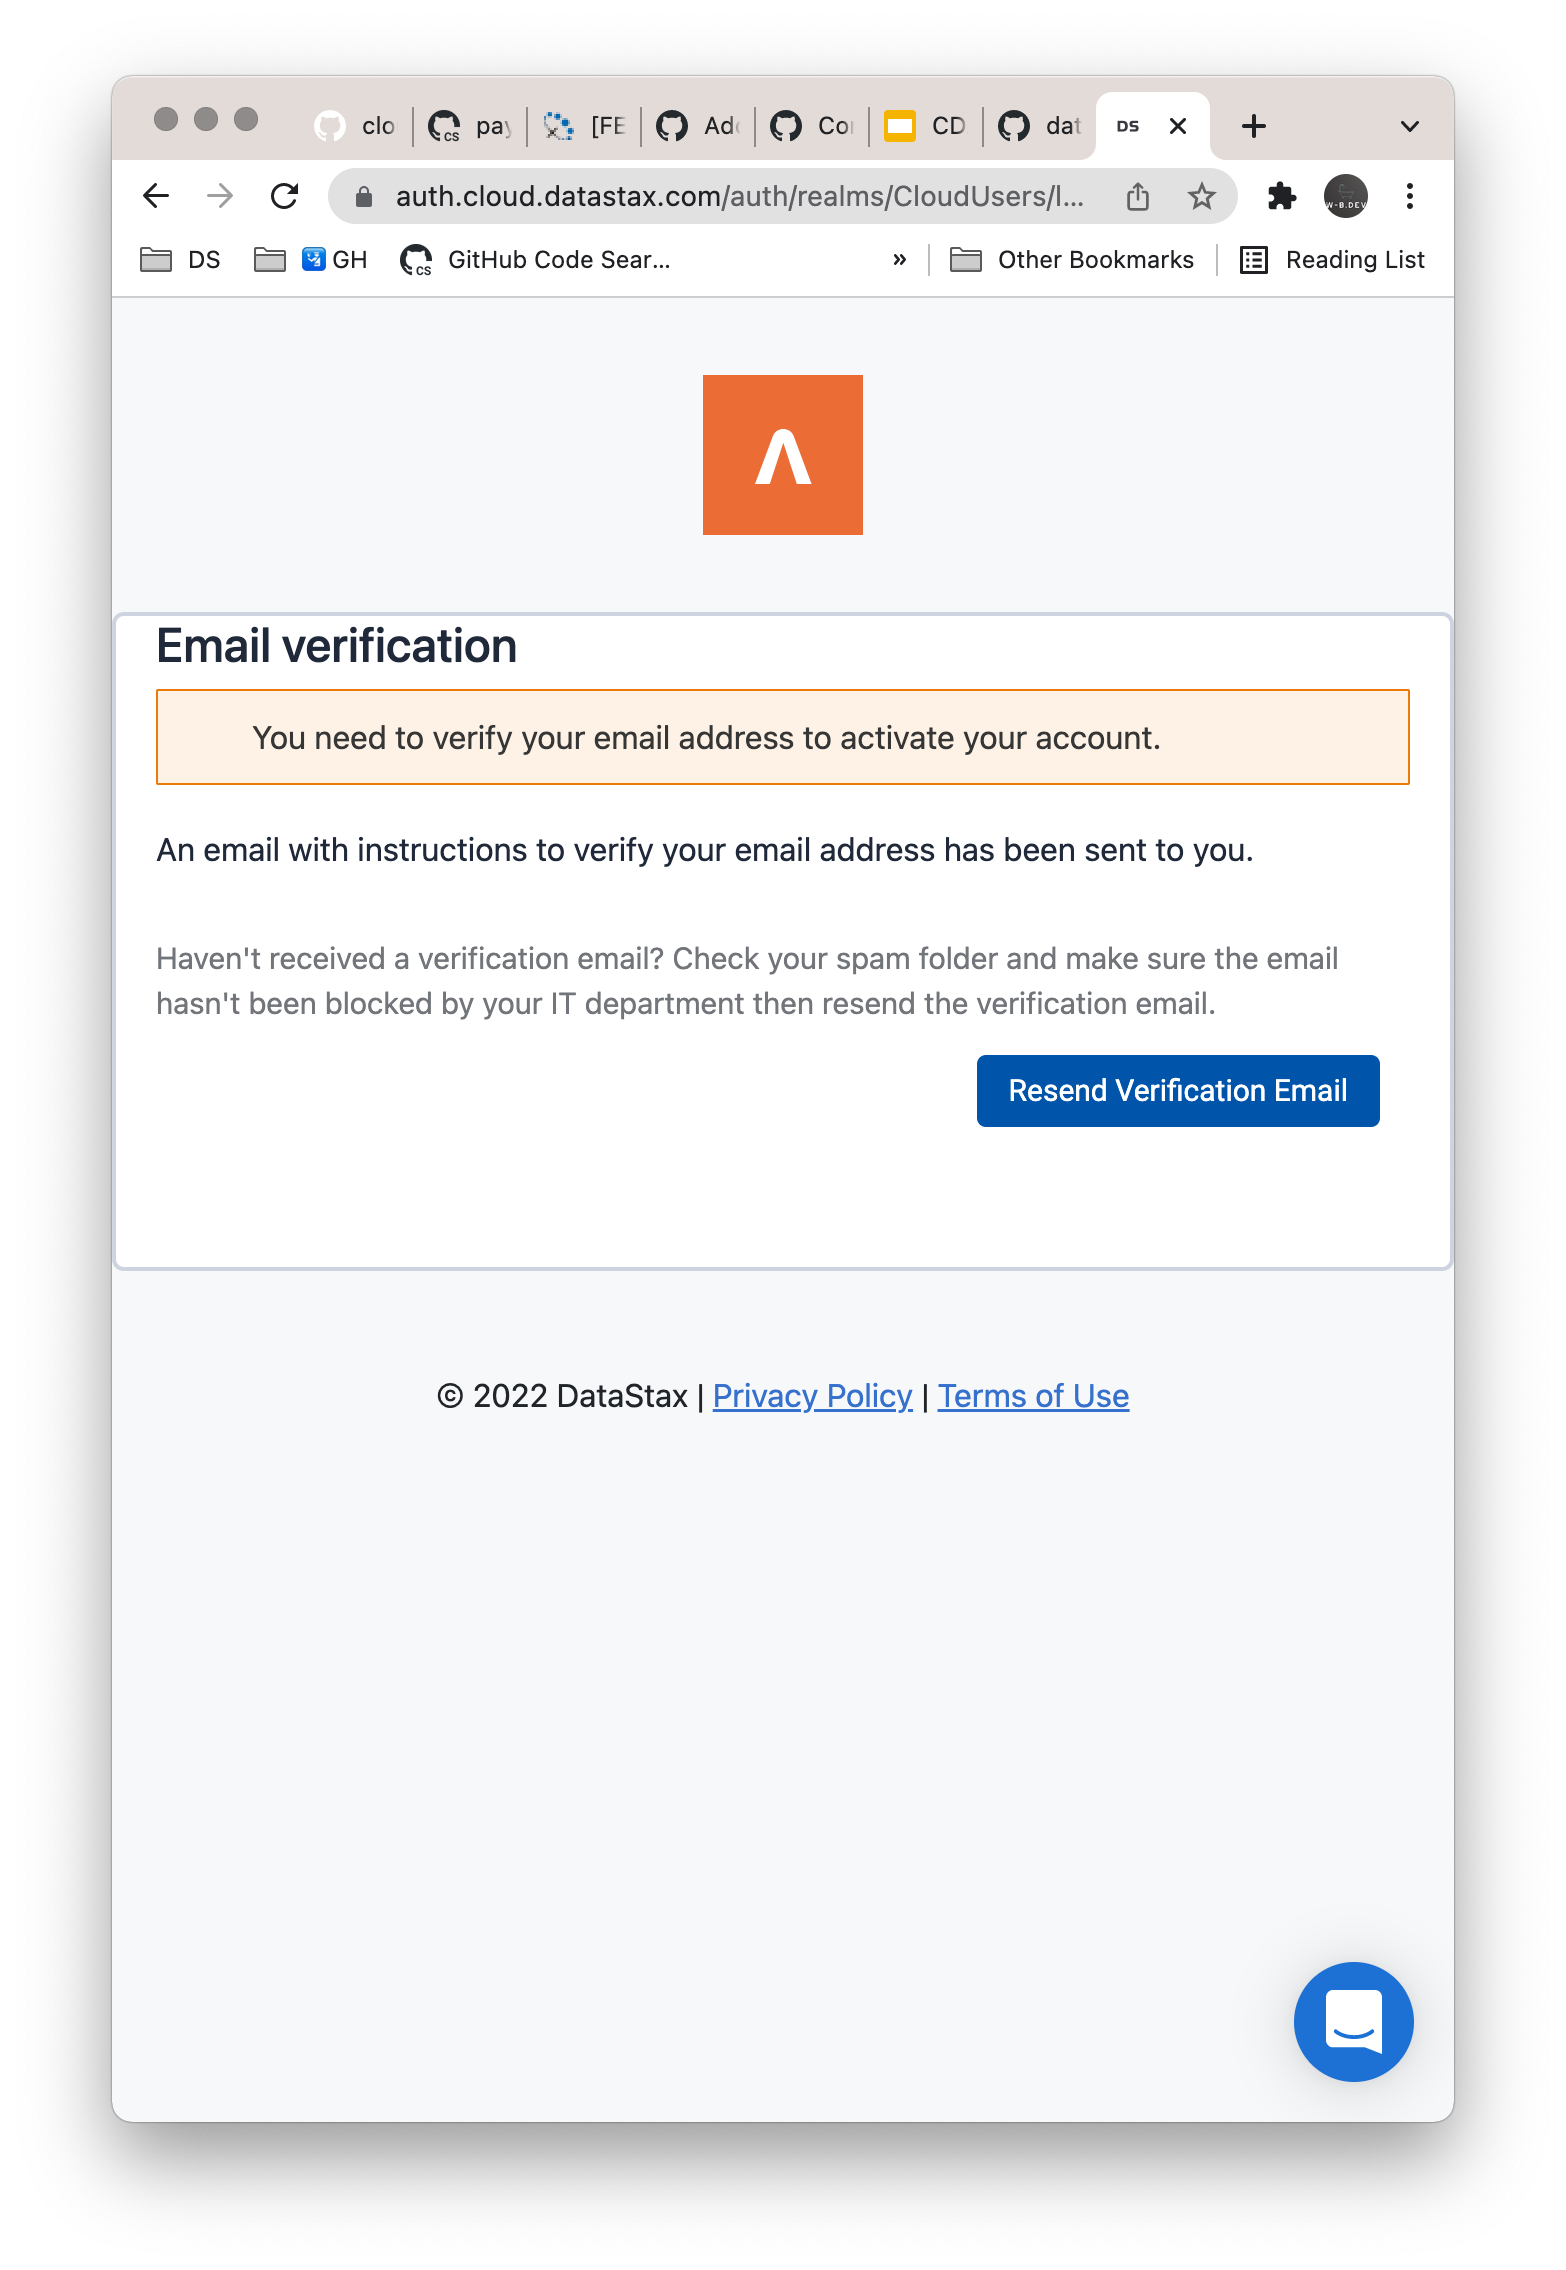 clo pay [FE Ad Co CD dat DS
auth.cloud.datastax.com/auth/realms/CloudUsers/l...
W-B.DEV
DS GH CS GitHub Code Sear... » Other Bookmarks Reading List
Λ
Email verification
You need to verify your email address to activate your account.
An email with instructions to verify your email address has been sent to you.
Haven't received a verification email? Check your spam folder and make sure the email
hasn't been blocked by your IT department then resend the verification email.
Resend Verification Email
© 2022 DataStax | Privacy Policy | Terms of Use